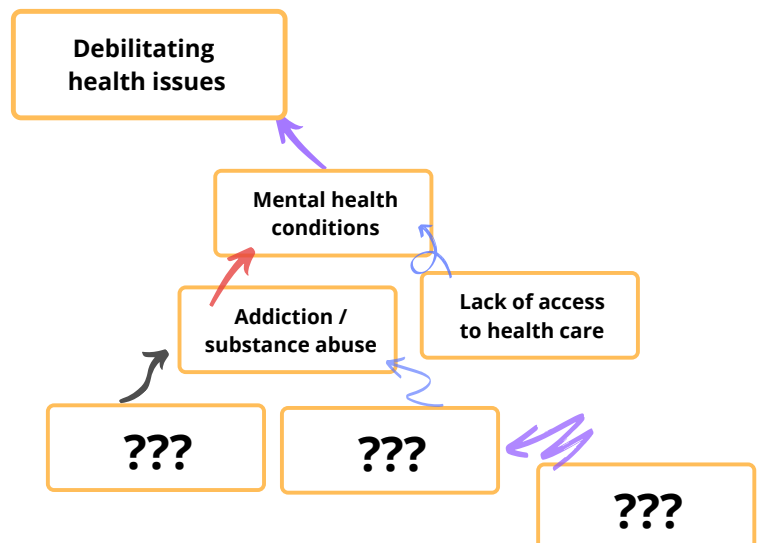 Debilitating
health issues
Mental health
conditions
Lack of access
to health care
Addiction /
substance abuse
???
???
???